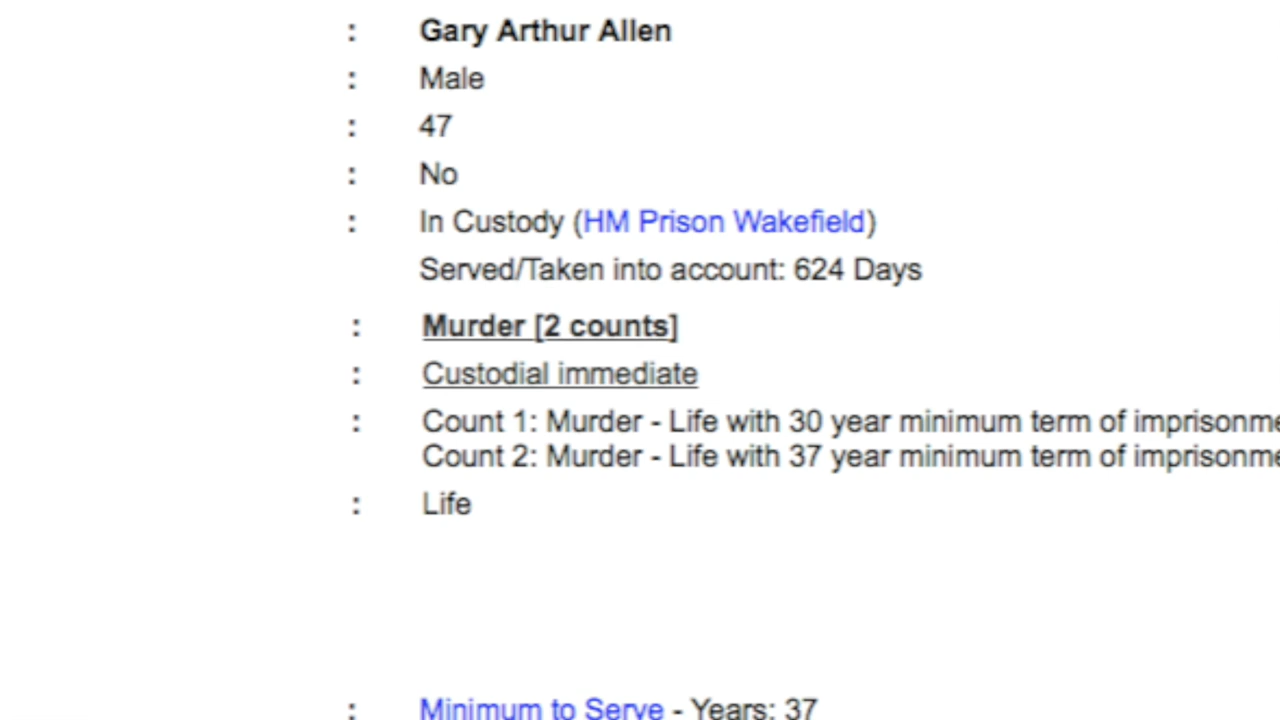 : Gary Arthur Allen
: Male
: 47
: No
: In Custody (HM Prison Wakefield)
Served/Taken into account: 624 Days
: Murder [2 counts]
: Custodial immediate
: Count 1: Murder - Life with 30 year minimum term of imprisonme
Count 2: Murder - Life with 37 year minimum term of imprisonme
: Life
: Minimum to Serve - Years: 37